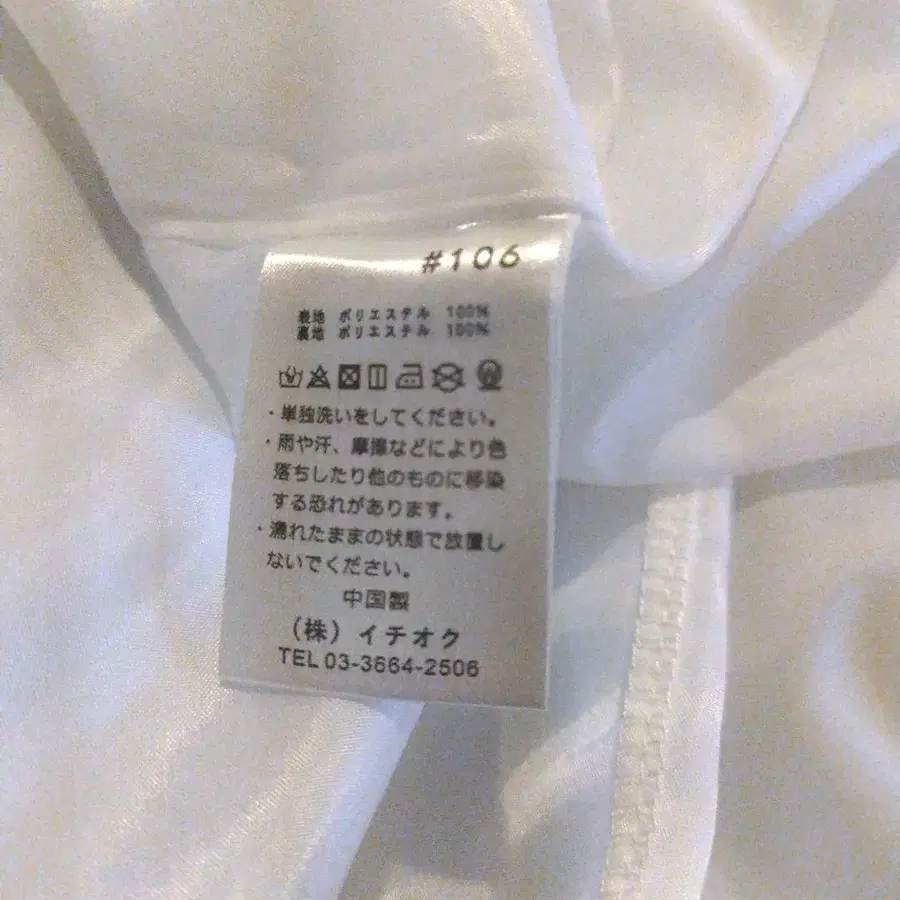 #106
表地 ポリエステル 100%
裏地 ポリエステル 100%
・単独洗いをしてください。
・雨や汗、摩擦などにより色
落ちしたり他のものに移染
する恐れがあります。
・濡れたままの状態で放置し
ないでください。
中国製
(株)イチオク
TEL 03-3664-2506